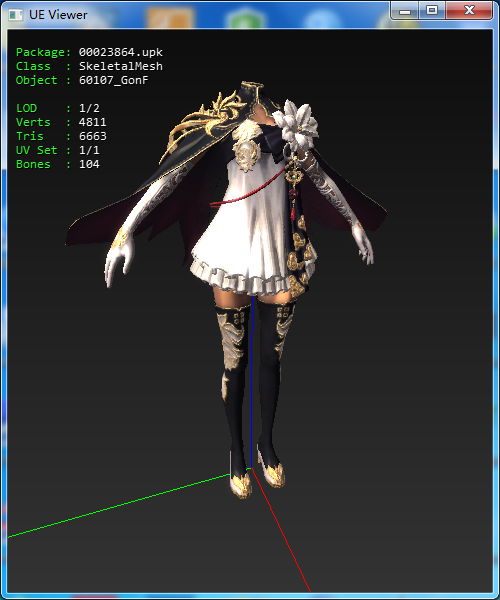 UE Viewer
Package: 00023864.upk
Class : SkeletalMesh
Object : 60107_GonF
LOD : 1/2
Verts : 4811
Tris : 6663
UV Set : 1/1
Bones : 104